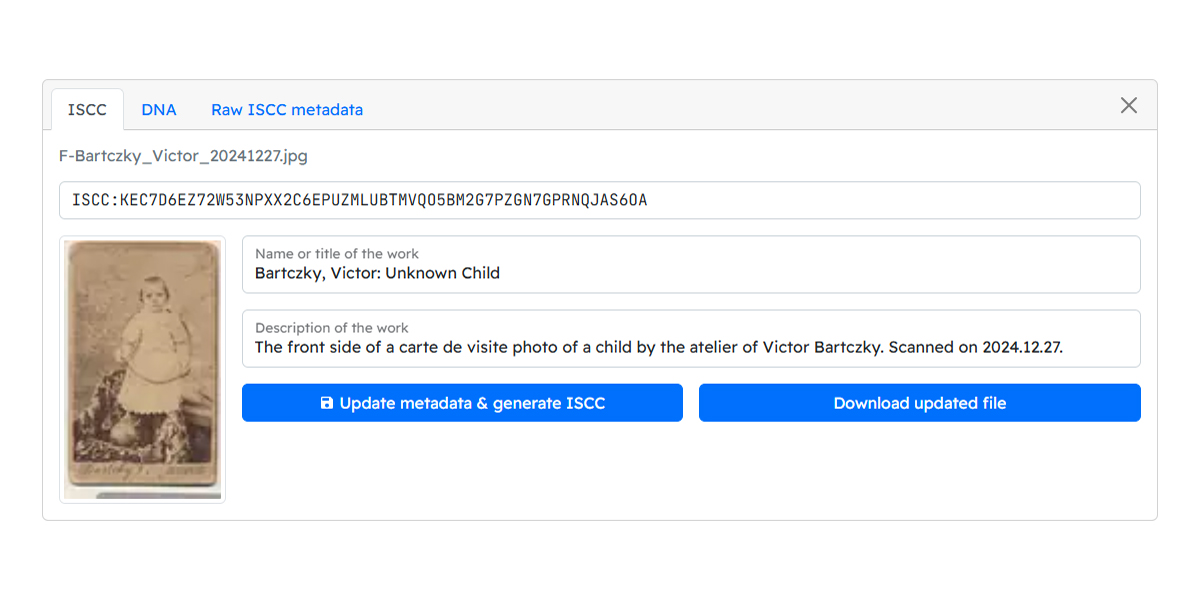 ISCC
DNA
Raw ISCC metadata
F-Bartczky_Victor_20241227.jpg
ISCC:KEC7D6EZ72W53NPXX2C6EPUZMLUBTMVQO5BM2G7PZGN7GPRNQJAS6OA
Name or title of the work
Bartczky, Victor: Unknown Child
Description of the work
The front side of a carte de visite photo of a child by the atelier of Victor Bartczky. Scanned on 2024.12.27.
Update metadata & generate ISCC
Download updated file